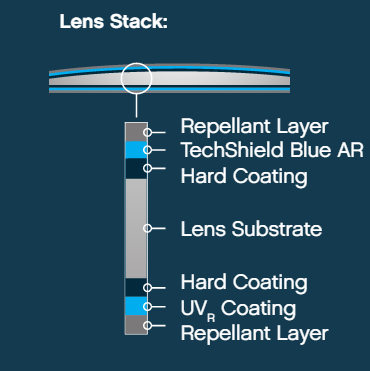 Lens Stack:
Repellant Layer
TechShield Blue AR
Hard Coating
Lens Substrate
Hard Coating
UVR Coating
Repellant Layer